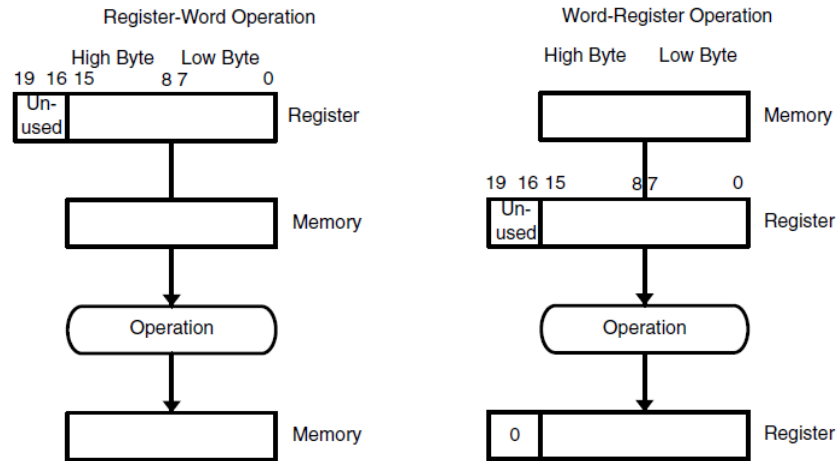 Register-Word Operation
High Byte Low Byte
19 16 15 8 7 0
Un-
used
Register
Memory
Operation
Memory
Word-Register Operation
High Byte Low Byte
Memory
19 16 15 8 7 0
Un-
used
Register
Operation
0
Register